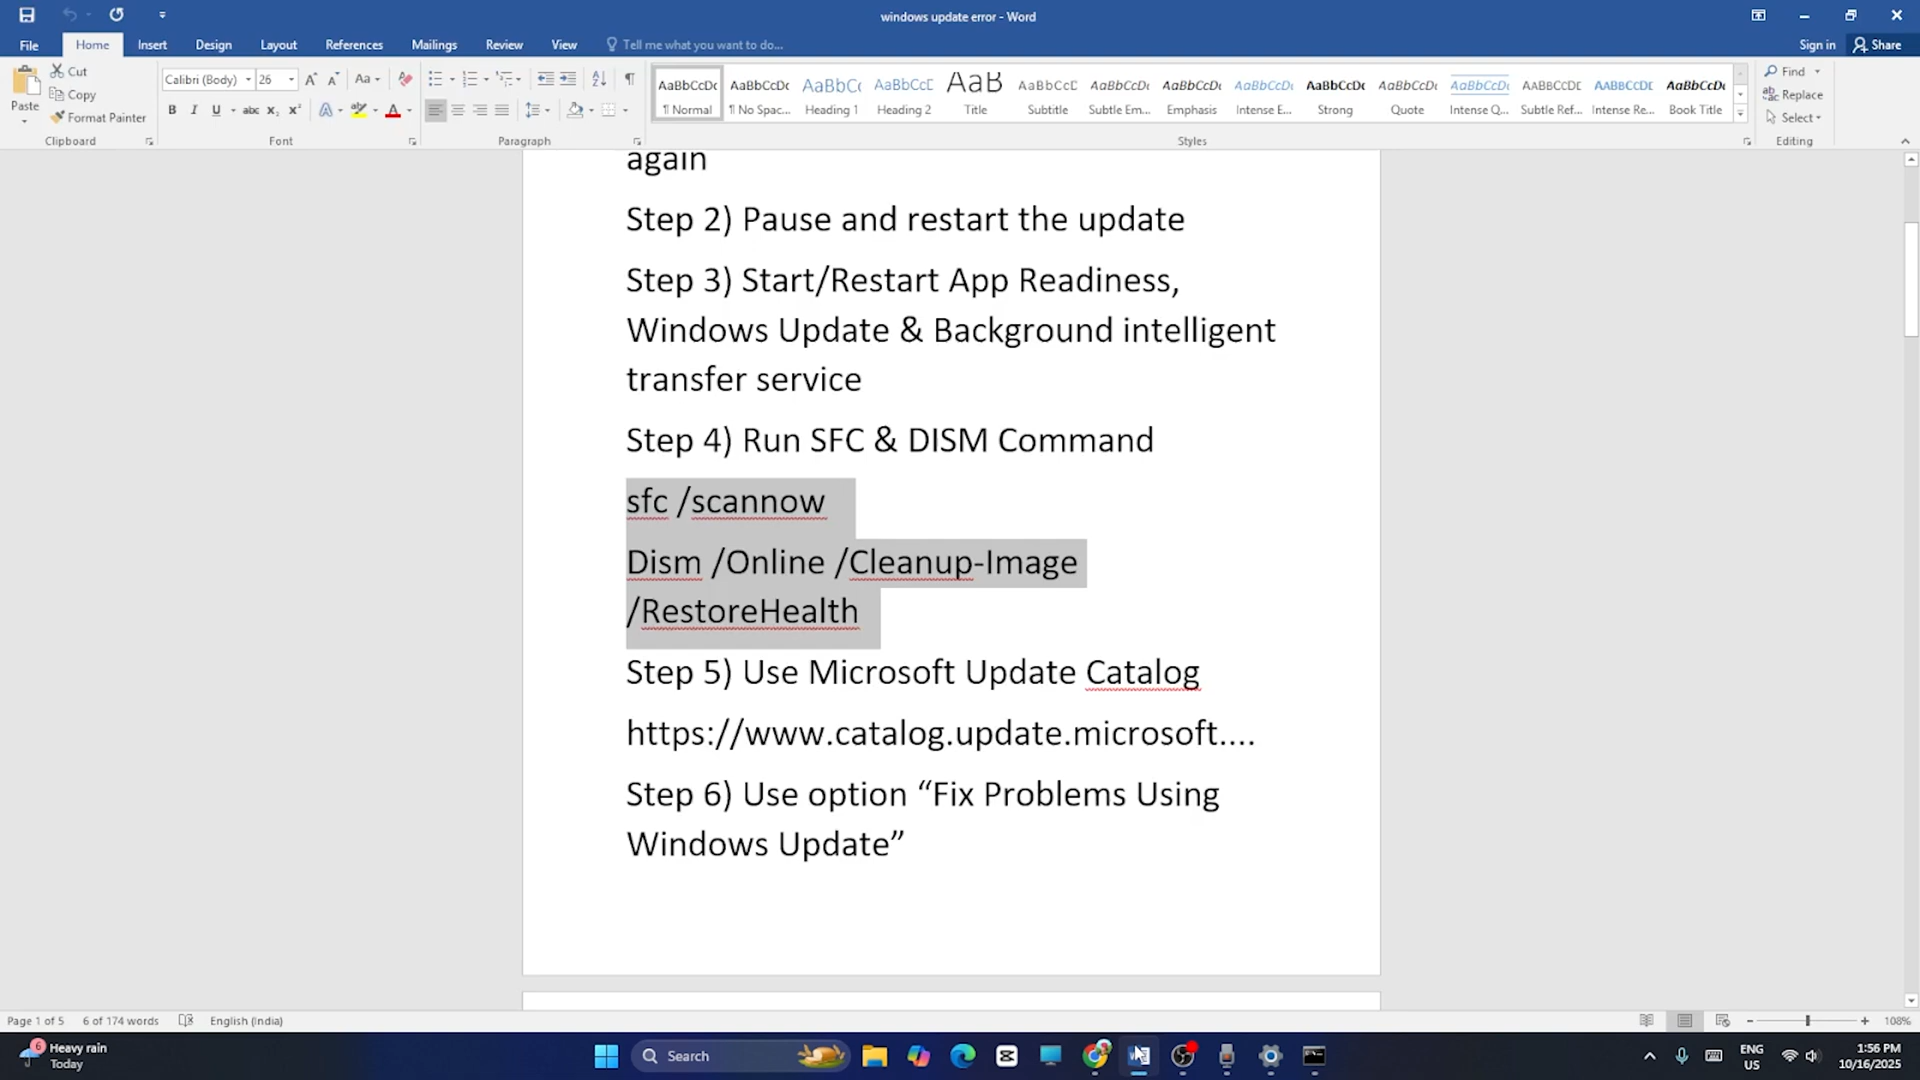 windows update error - Word
File Home Insert Design Layout References Mailings Review View Tell me what you want to do... Sign in Share
Paste Cut Copy Format Painter Clipboard
Calibri (Body) 26 Aa Font
Paragraph
AaBbCcDc ¶ Normal
AaBbCcDc ¶ No Spac...
AaBbC( Heading 1
AaBbCcD Heading 2
AaB Title
AaBbCcD Subtitle
AaBbCcDc Subtle Em...
AaBbCcDc Emphasis
AaBbCcDc Intense E...
AaBbCcDc Strong
AaBbCcDc Quote
AaBbCcDc Intense Q...
AABBCCDC Subtle Ref...
AABBCCDC Intense Re...
AaBbCcDc Book Title
Styles
Find Replace Select Editing
again
Step 2) Pause and restart the update
Step 3) Start/Restart App Readiness,
Windows Update & Background intelligent
transfer service
Step 4) Run SFC & DISM Command
sfc /scannow
Dism /Online /Cleanup-Image
/RestoreHealth
Step 5) Use Microsoft Update Catalog
https://www.catalog.update.microsoft....
Step 6) Use option “Fix Problems Using
Windows Update”
Page 1 of 5 6 of 174 words English (India) 108%
6 Heavy rain
Today
Search
ENG
US
1:56 PM
10/16/2025